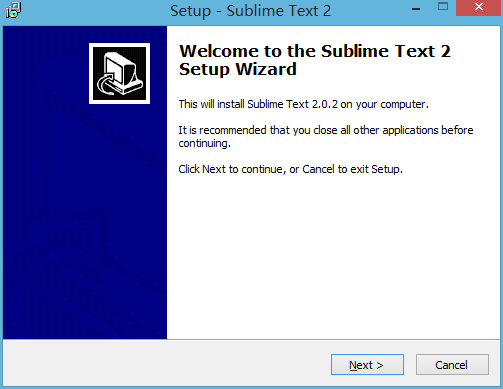 Setup - Sublime Text 2
Welcome to the Sublime Text 2
Setup Wizard
This will install Sublime Text 2.0.2 on your computer.
It is recommended that you close all other applications before
continuing.
Click Next to continue, or Cancel to exit Setup.
Next >
Cancel